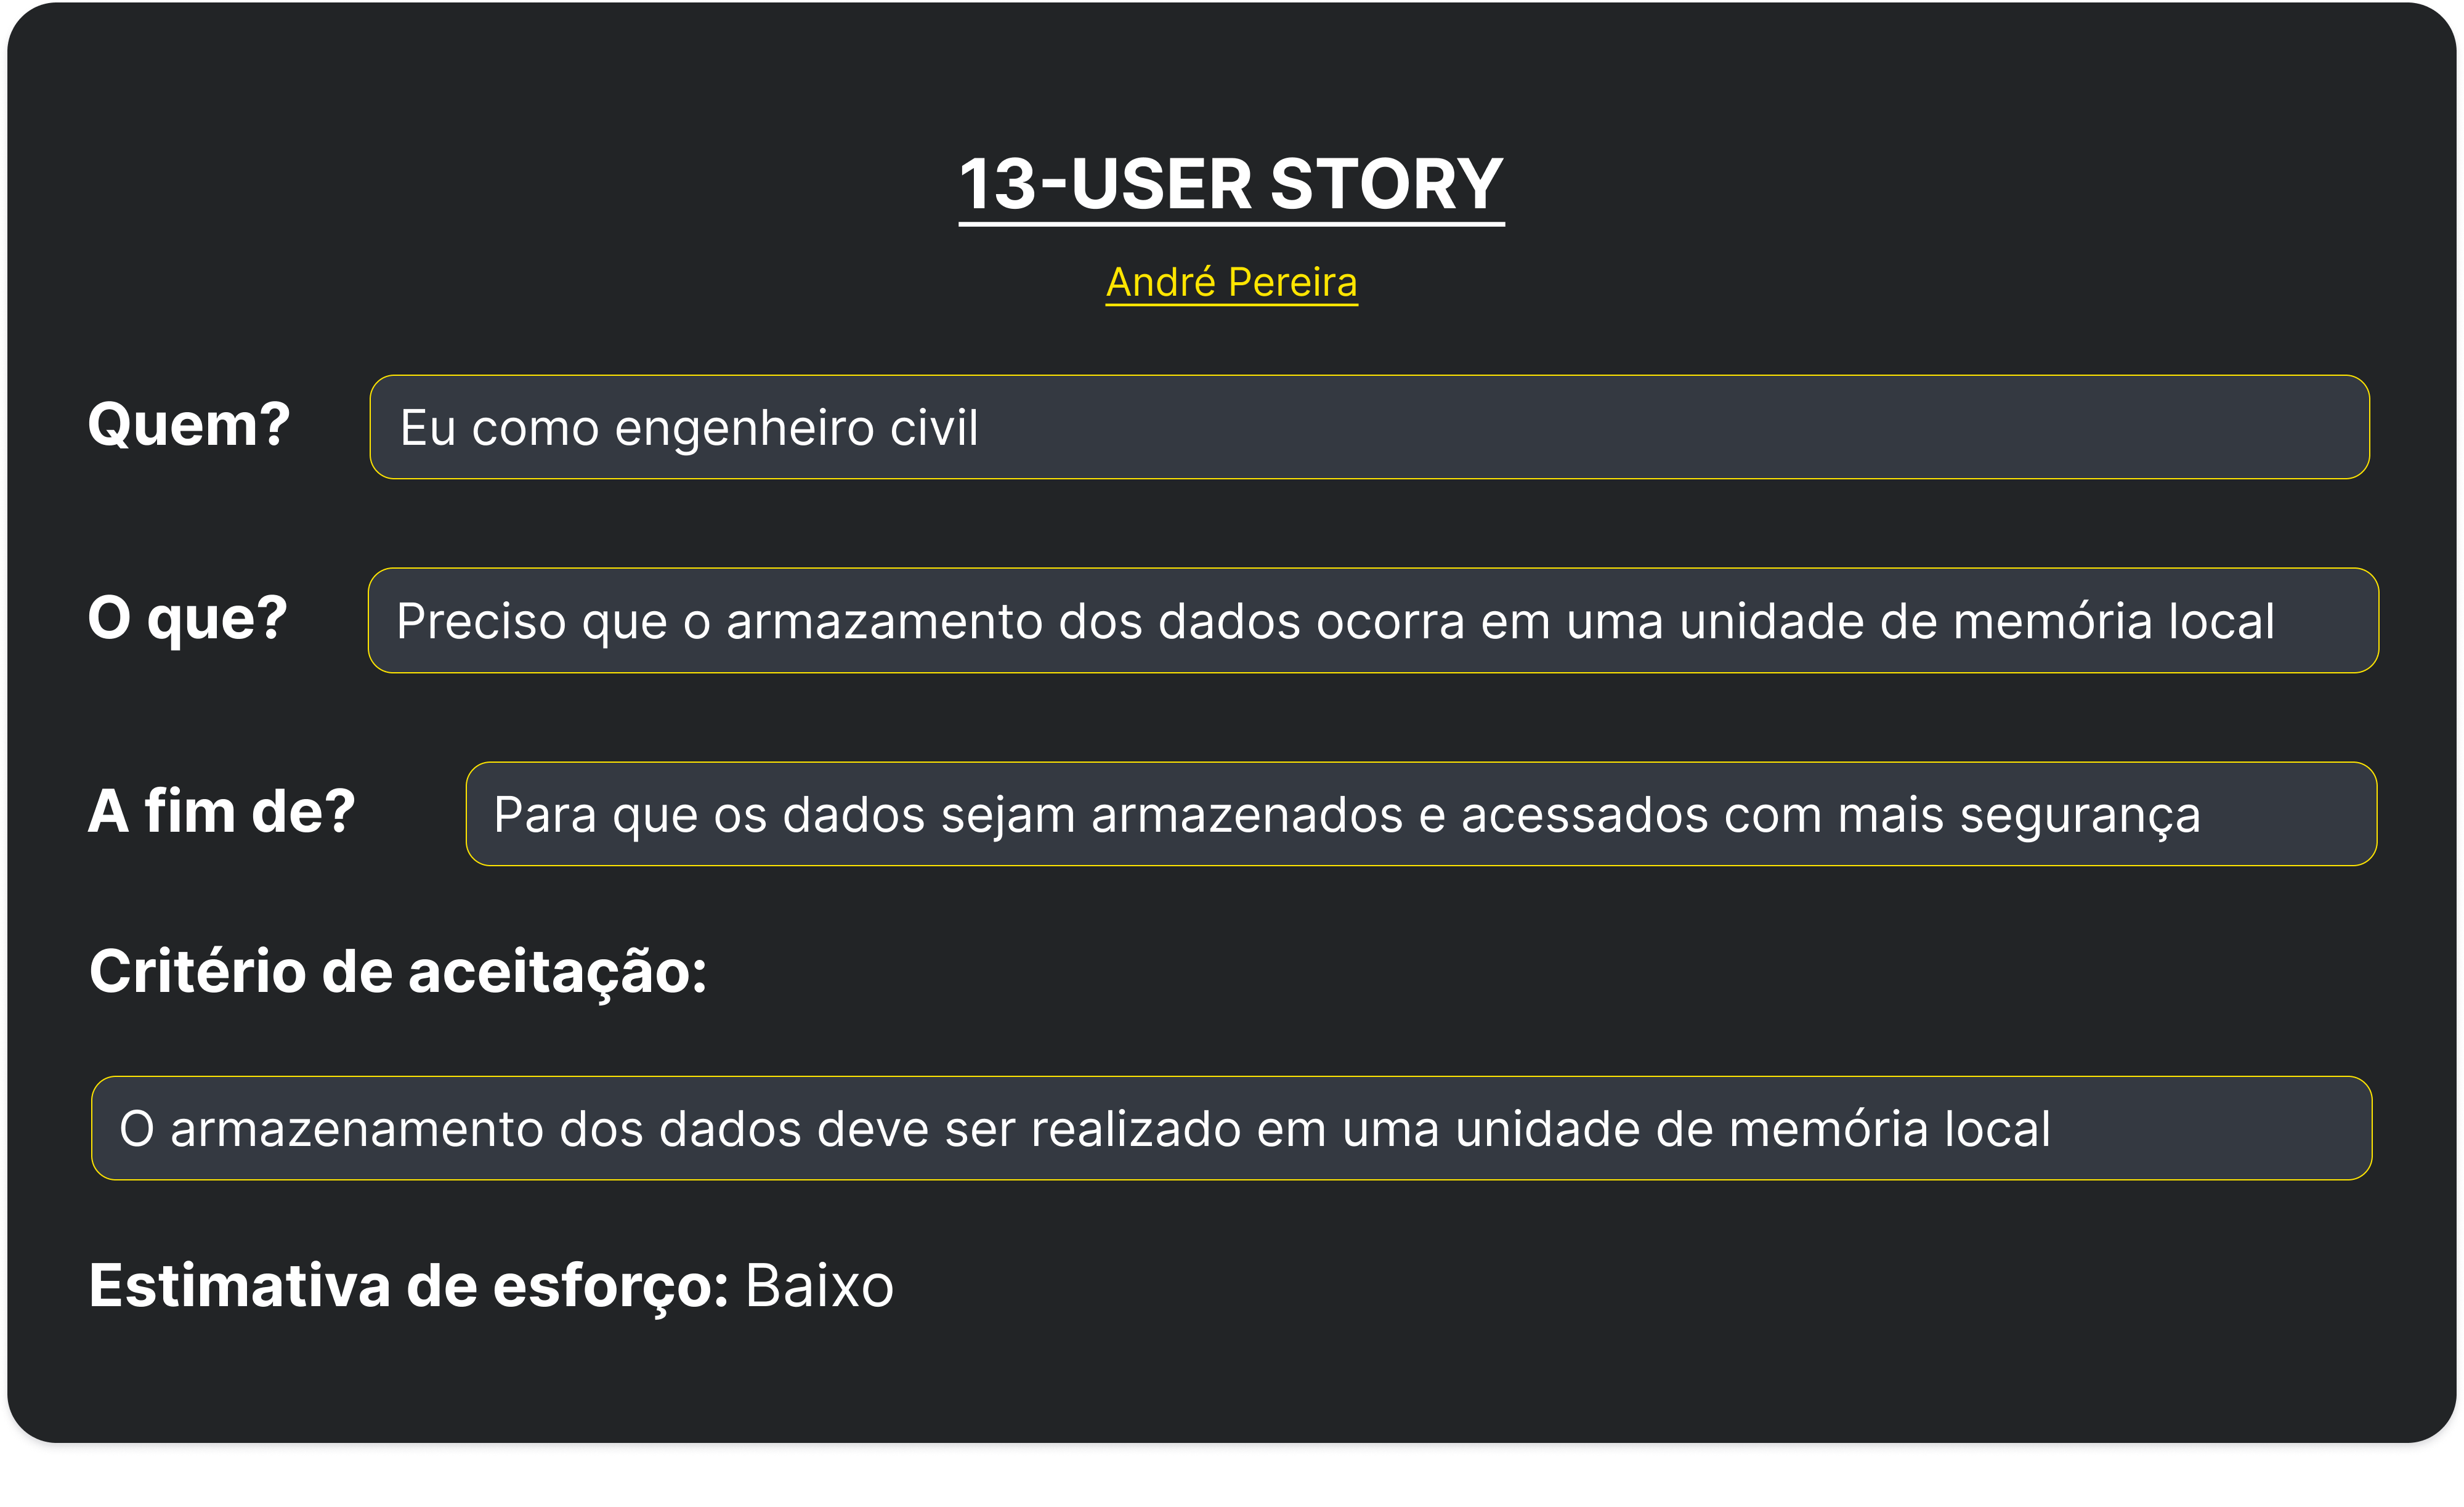 13-USER STORY
André Pereira
Quem? Eu como engenheiro civil
O que? Preciso que o armazamento dos dados ocorra em uma unidade de memória local
A fim de? Para que os dados sejam armazenados e acessados com mais segurança
Critério de aceitação:
O armazenamento dos dados deve ser realizado em uma unidade de memória local
Estimativa de esforço: Baixo